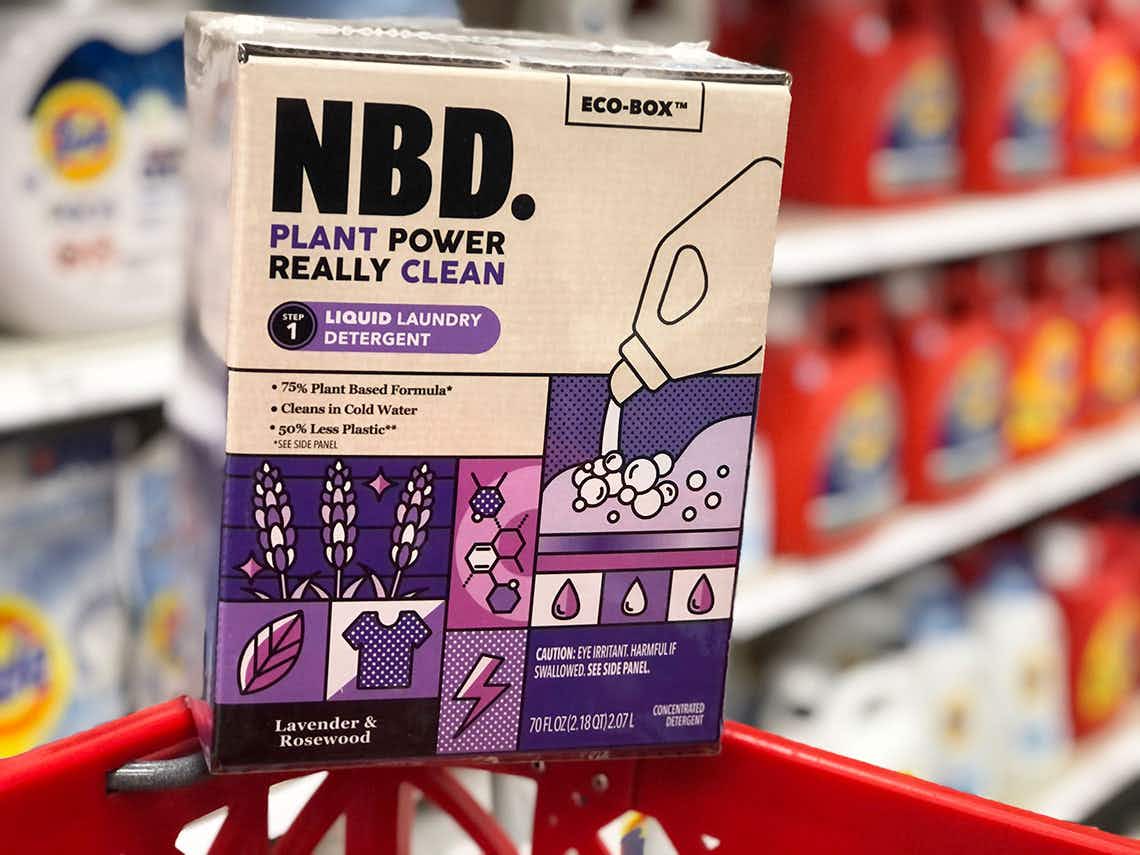 ECO-BOX™
NBD.
PLANT POWER
REALLY CLEAN
STEP
1
LIQUID LAUNDRY
DETERGENT
• 75% Plant Based Formula*
• Cleans in Cold Water
• 50% Less Plastic**
*SEE SIDE PANEL
CAUTION: EYE IRRITANT. HARMFUL IF
SWALLOWED. SEE SIDE PANEL.
70 FL OZ (2.18 QT) 2.07 L
CONCENTRATED
DETERGENT
Lavender &
Rosewood
Tide